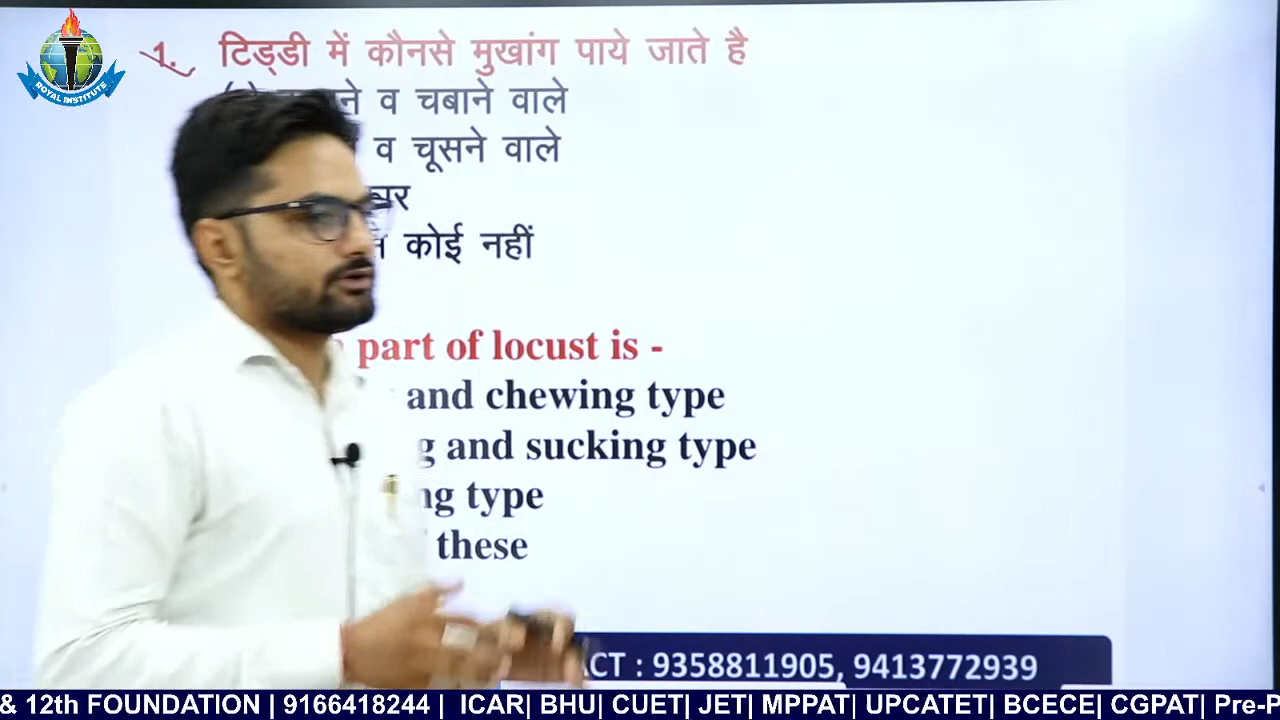 ROYAL INSTITUTE
1. टिड्डी में कौनसे मुखांग पाये जाते है
व चबाने वाले
व चूसने वाले
कोई नहीं
part of locust is -
and chewing type
and sucking type
type
these
: 9358811905, 9413772939
& 12th FOUNDATION | 9166418244 | ICAR| BHU| CUET| JET| MPPAT| UPCATET| BCECE| CGPAT|